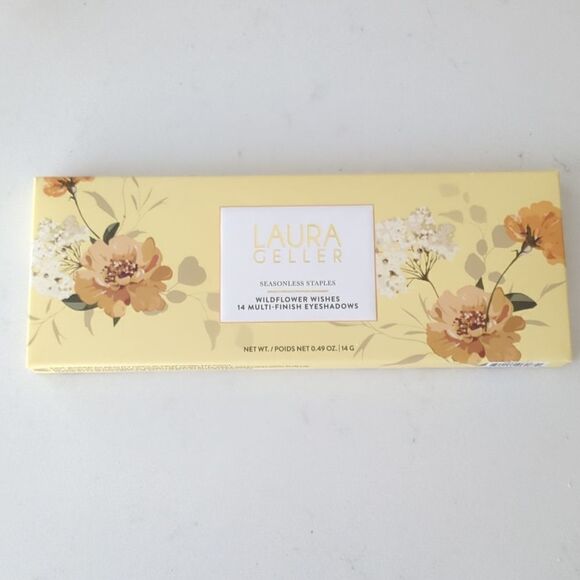 LAURA
GELLER
SEASONLESS STAPLES
WILDFLOWER WISHES
14 MULTI-FINISH EYESHADOWS
NET WT. / POIDS NET 0.49 OZ. | 14 G